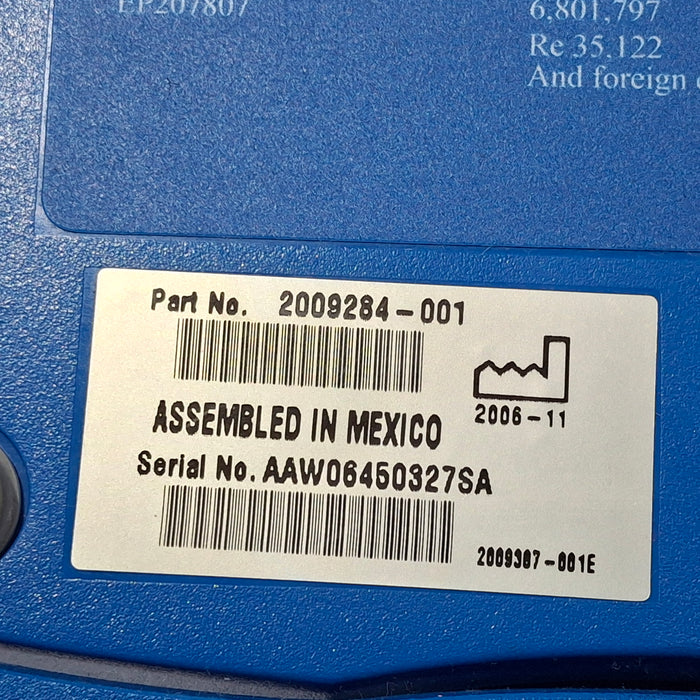 EP207807
6,801,797
Re 35,122
And foreign
Part No. 2009284-001
2006-11
ASSEMBLED IN MEXICO
Serial No. AAW06450327SA
2009307-001E